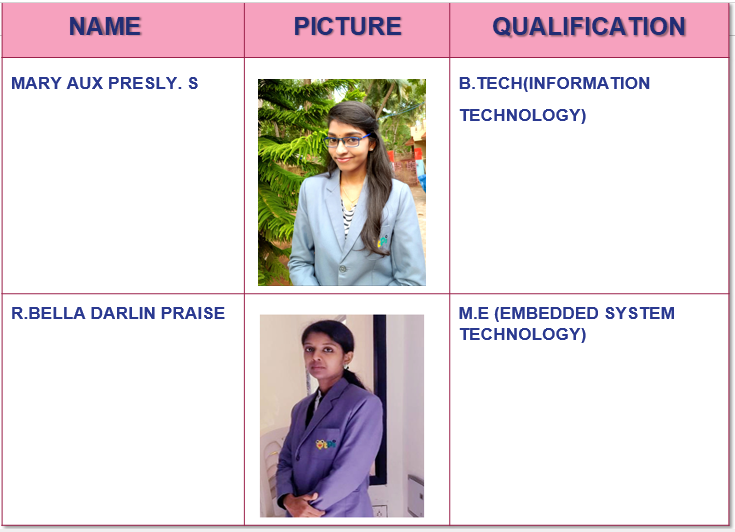 NAME
PICTURE
QUALIFICATION
MARY AUX PRESLY. S
B.TECH(INFORMATION
TECHNOLOGY)
R.BELLA DARLIN PRAISE
M.E (EMBEDDED SYSTEM
TECHNOLOGY)